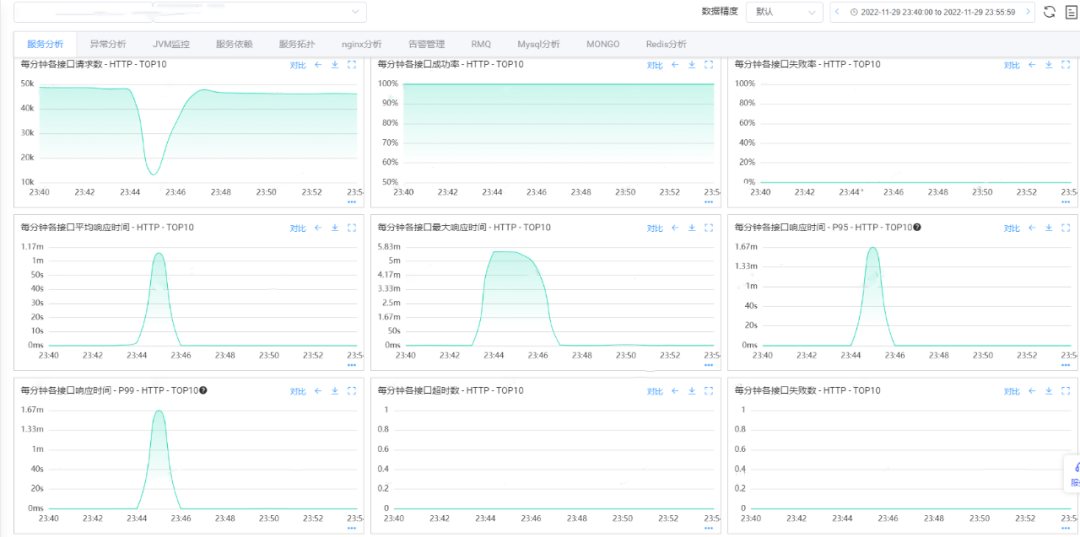 数据精度 默认 2022-11-29 23:40:00 to 2022-11-29 23:55:59
服务分析 异常分析 JVM监控 服务依赖 服务拓扑 nginx分析 告警管理 RMQ Mysql分析 MONGO Redis分析
每分钟各接口请求数 - HTTP - TOP10 对比
50k
40k
30k
20k
10k
23:40 23:42 23:44 23:46 23:48 23:50 23:52 23:54
每分钟各接口成功率 - HTTP - TOP10 对比
100%
90%
80%
70%
60%
50%
23:40 23:42 23:44 23:46 23:48 23:50 23:52 23:54
每分钟各接口失败率 - HTTP - TOP10 对比
100%
80%
60%
40%
20%
0%
23:40 23:42 23:44 23:46 23:48 23:50 23:52 23:5
每分钟各接口平均响应时间 - HTTP - TOP10 对比
1.17m
1m
50s
40s
30s
20s
10s
0ms
23:40 23:42 23:44 23:46 23:48 23:50 23:52 23:54
每分钟各接口最大响应时间 - HTTP - TOP10 对比
5.83m
5m
4.17m
3.33m
2.5m
1.67m
50s
0ms
23:40 23:42 23:44 23:46 23:48 23:50 23:52 23:54
每分钟各接口响应时间 - P95 - HTTP - TOP10 对比
1.67m
1.33m
1m
40s
20s
0ms
23:40 23:42 23:44 23:46 23:48 23:50 23:52 23:5
每分钟各接口响应时间 - P99 - HTTP - TOP10 对比
1.67m
1.33m
1m
40s
20s
0ms
23:40 23:42 23:44 23:46 23:48 23:50 23:52 23:54
每分钟各接口超时数 - HTTP - TOP10 对比
1
0.8
0.6
0.4
0.2
0
23:40 23:42 23:44 23:46 23:48 23:50 23:52 23:54
每分钟各接口失败数 - HTTP - TOP10 对比
1
0.8
0.6
0.4
0.2
0
23:40 23:42 23:44 23:46 23:48 23:50 23:52 23:5